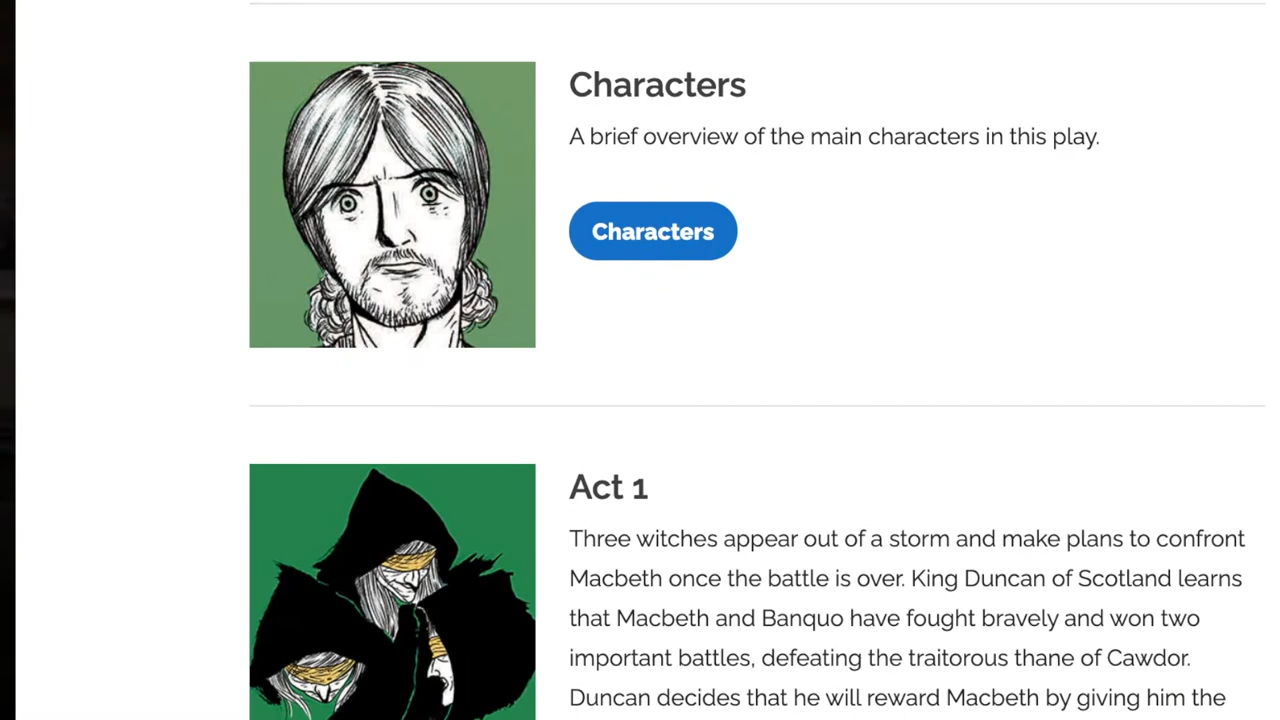 Characters
A brief overview of the main characters in this play.
Characters
Act 1
Three witches appear out of a storm and make plans to confront
Macbeth once the battle is over. King Duncan of Scotland learns
that Macbeth and Banquo have fought bravely and won two
important battles, defeating the traitorous thane of Cawdor.
Duncan decides that he will reward Macbeth by giving him the